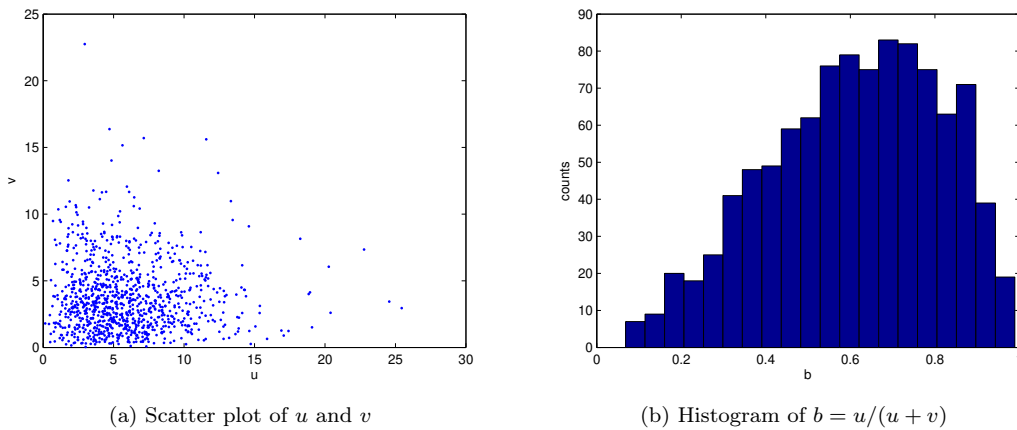 25
20
15
10
5
0
v
0 5 10 15 20 25 30
u
(a) Scatter plot of u and v
90
80
70
60
50
40
30
20
10
0
counts
0 0.2 0.4 0.6 0.8
b
(b) Histogram of b = u/(u + v)